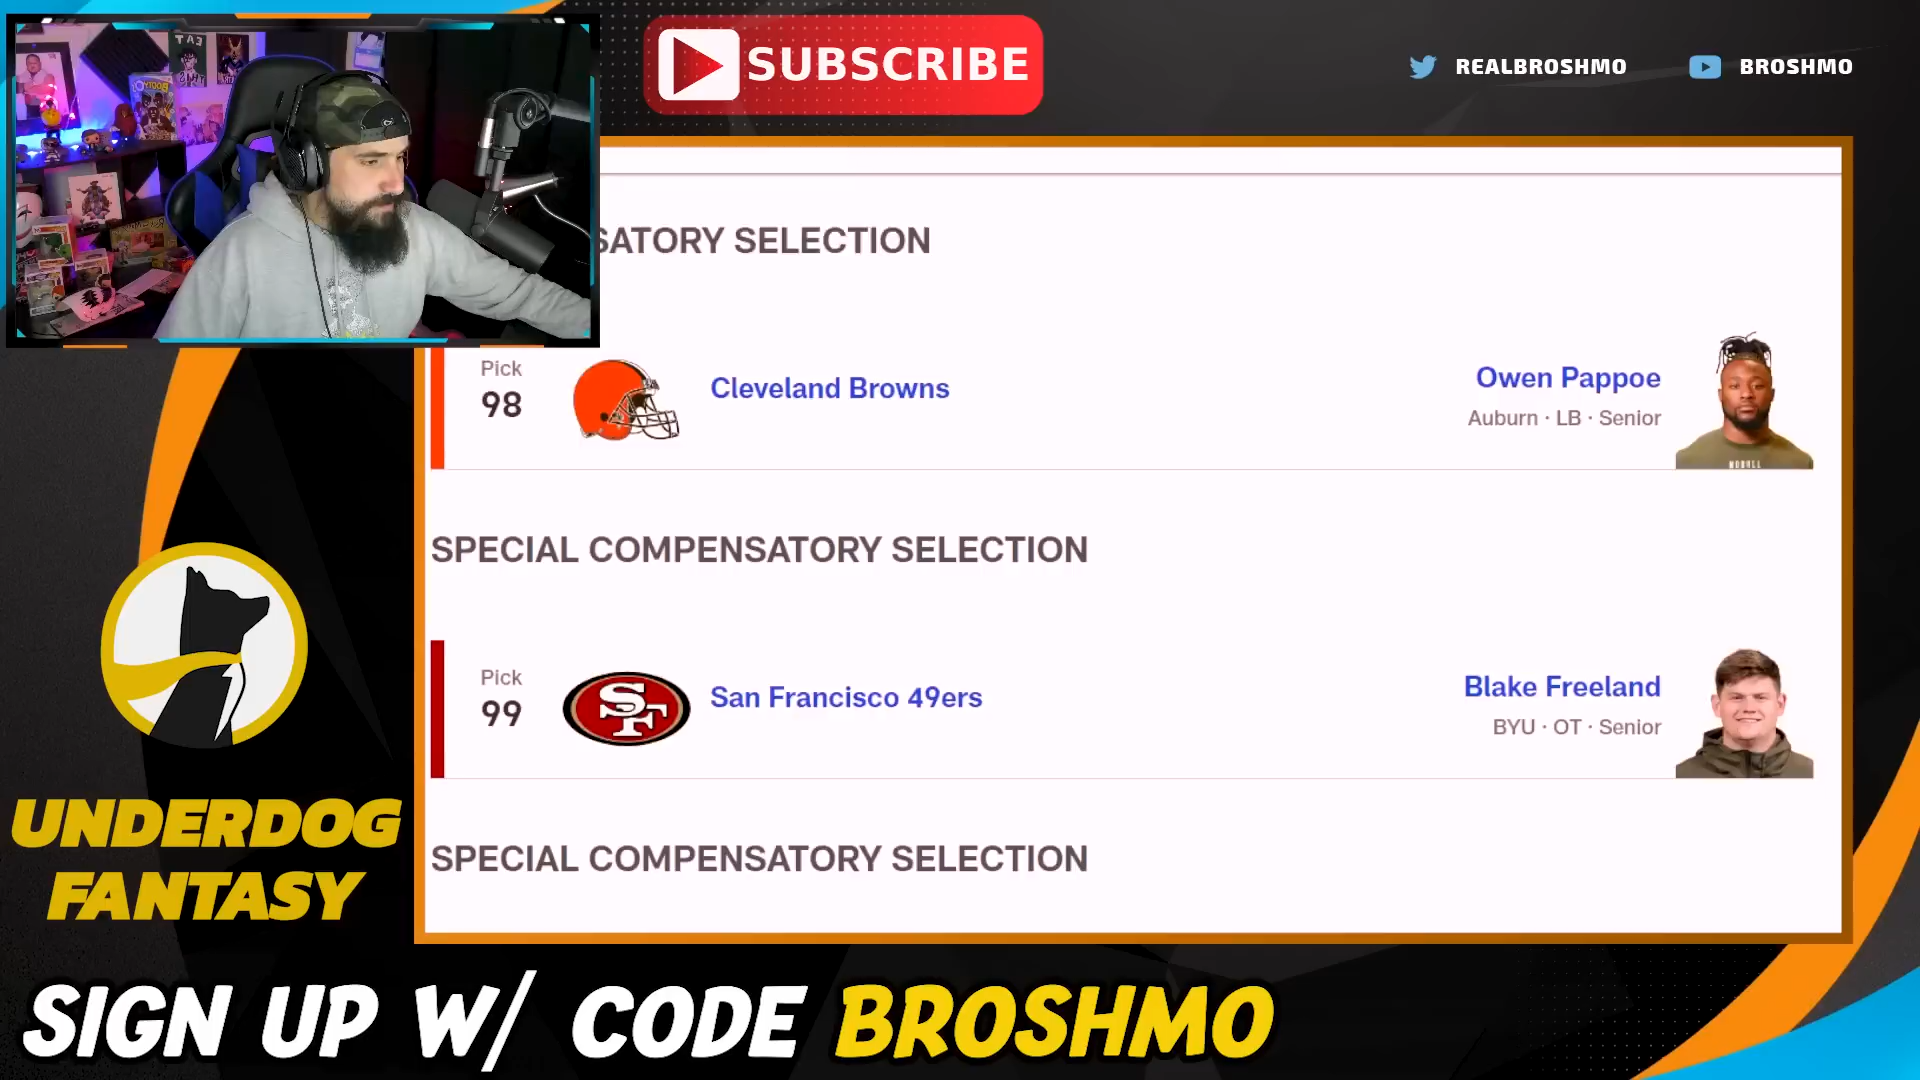 SUBSCRIBE
REALBROSHMO
BROSHMO
SATORY SELECTION
Pick
98
Cleveland Browns
Owen Pappoe
Auburn · LB · Senior
SPECIAL COMPENSATORY SELECTION
Pick
99
SF
San Francisco 49ers
Blake Freeland
BYU · OT · Senior
SPECIAL COMPENSATORY SELECTION
UNDERDOG
FANTASY
SIGN UP W/ CODE BROSHMO